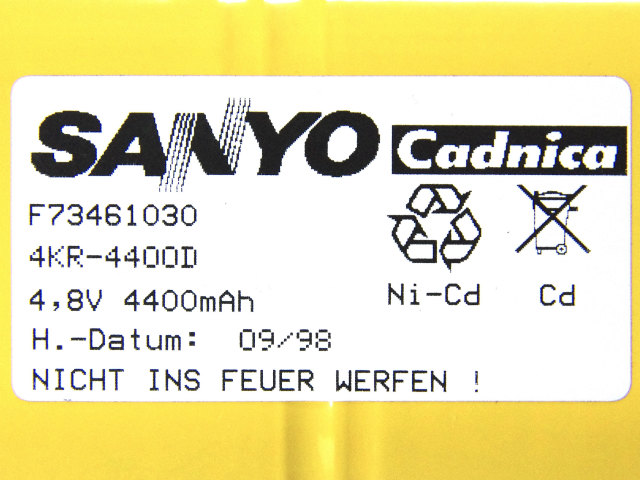 SANYO Cadnica
F73461030
4KR-4400D
4,8V 4400mAh
Ni-Cd Cd
H.-Datum: 09/98
NICHT INS FEUER WERFEN !